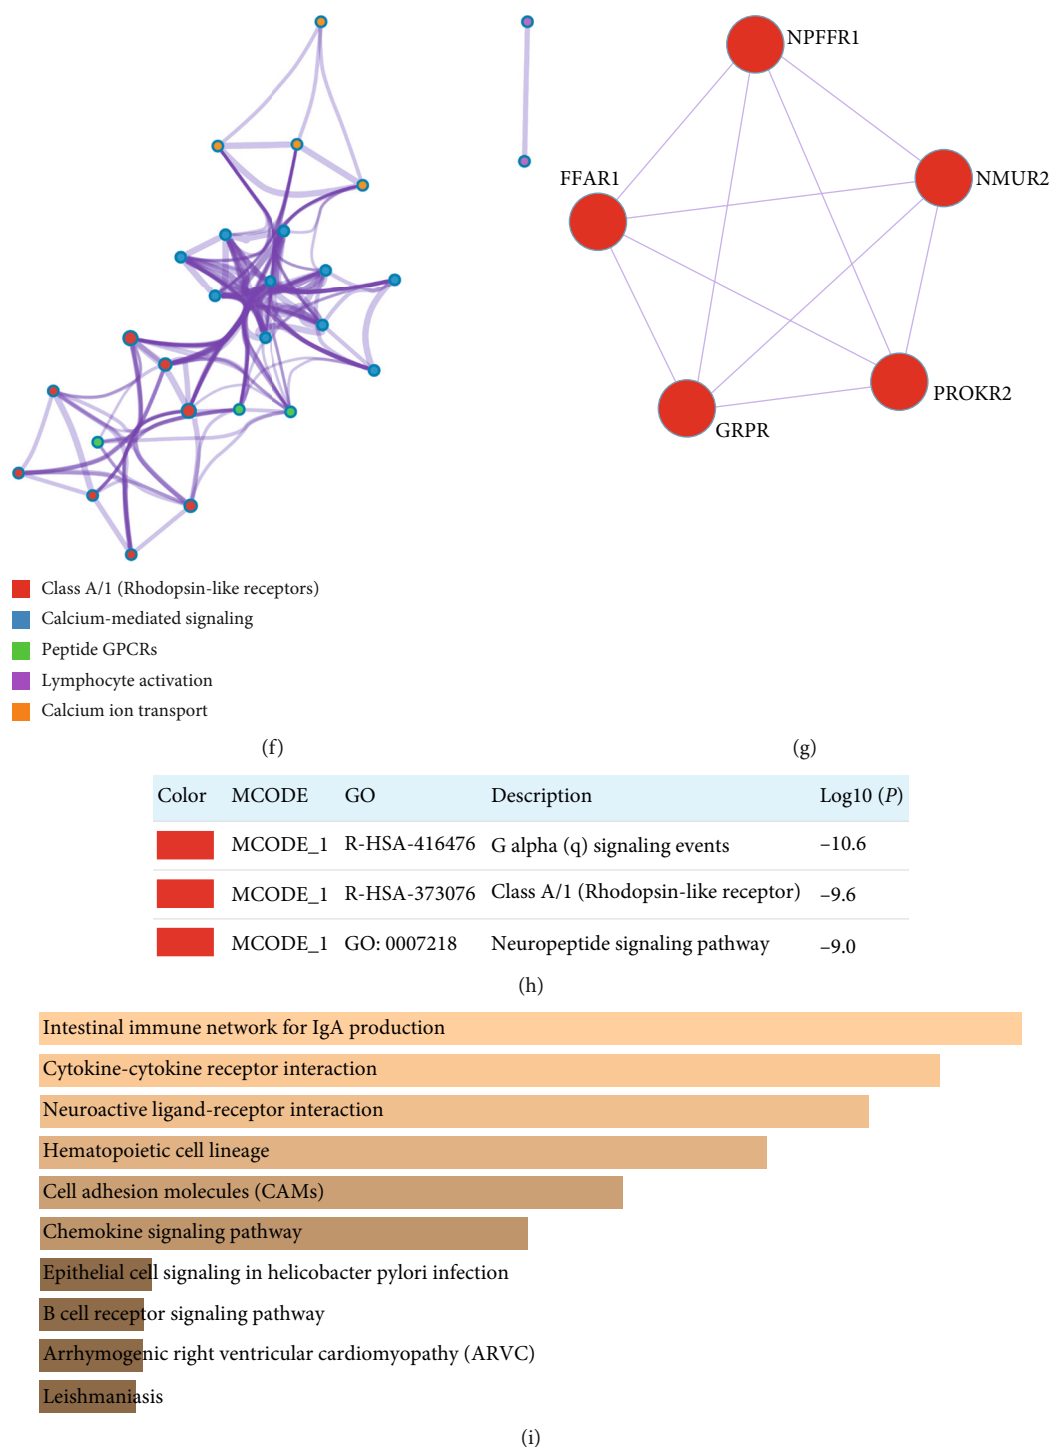 NPFFR1
FFAR1
NMUR2
PROKR2
GRPR
Class A/1 (Rhodopsin-like receptors)
Calcium-mediated signaling
Peptide GPCRs
Lymphocyte activation
Calcium ion transport
(f)
(g)
Color MCODE GO Description Log10 (P)
MCODE_1 R-HSA-416476 G alpha (q) signaling events –10.6
MCODE_1 R-HSA-373076 Class A/1 (Rhodopsin-like receptor) –9.6
MCODE_1 GO: 0007218 Neuropeptide signaling pathway –9.0
(h)
Intestinal immune network for IgA production
Cytokine-cytokine receptor interaction
Neuroactive ligand-receptor interaction
Hematopoietic cell lineage
Cell adhesion molecules (CAMs)
Chemokine signaling pathway
Epithelial cell signaling in helicobacter pylori infection
B cell receptor signaling pathway
Arrhymogenic right ventricular cardiomyopathy (ARVC)
Leishmaniasis
(i)